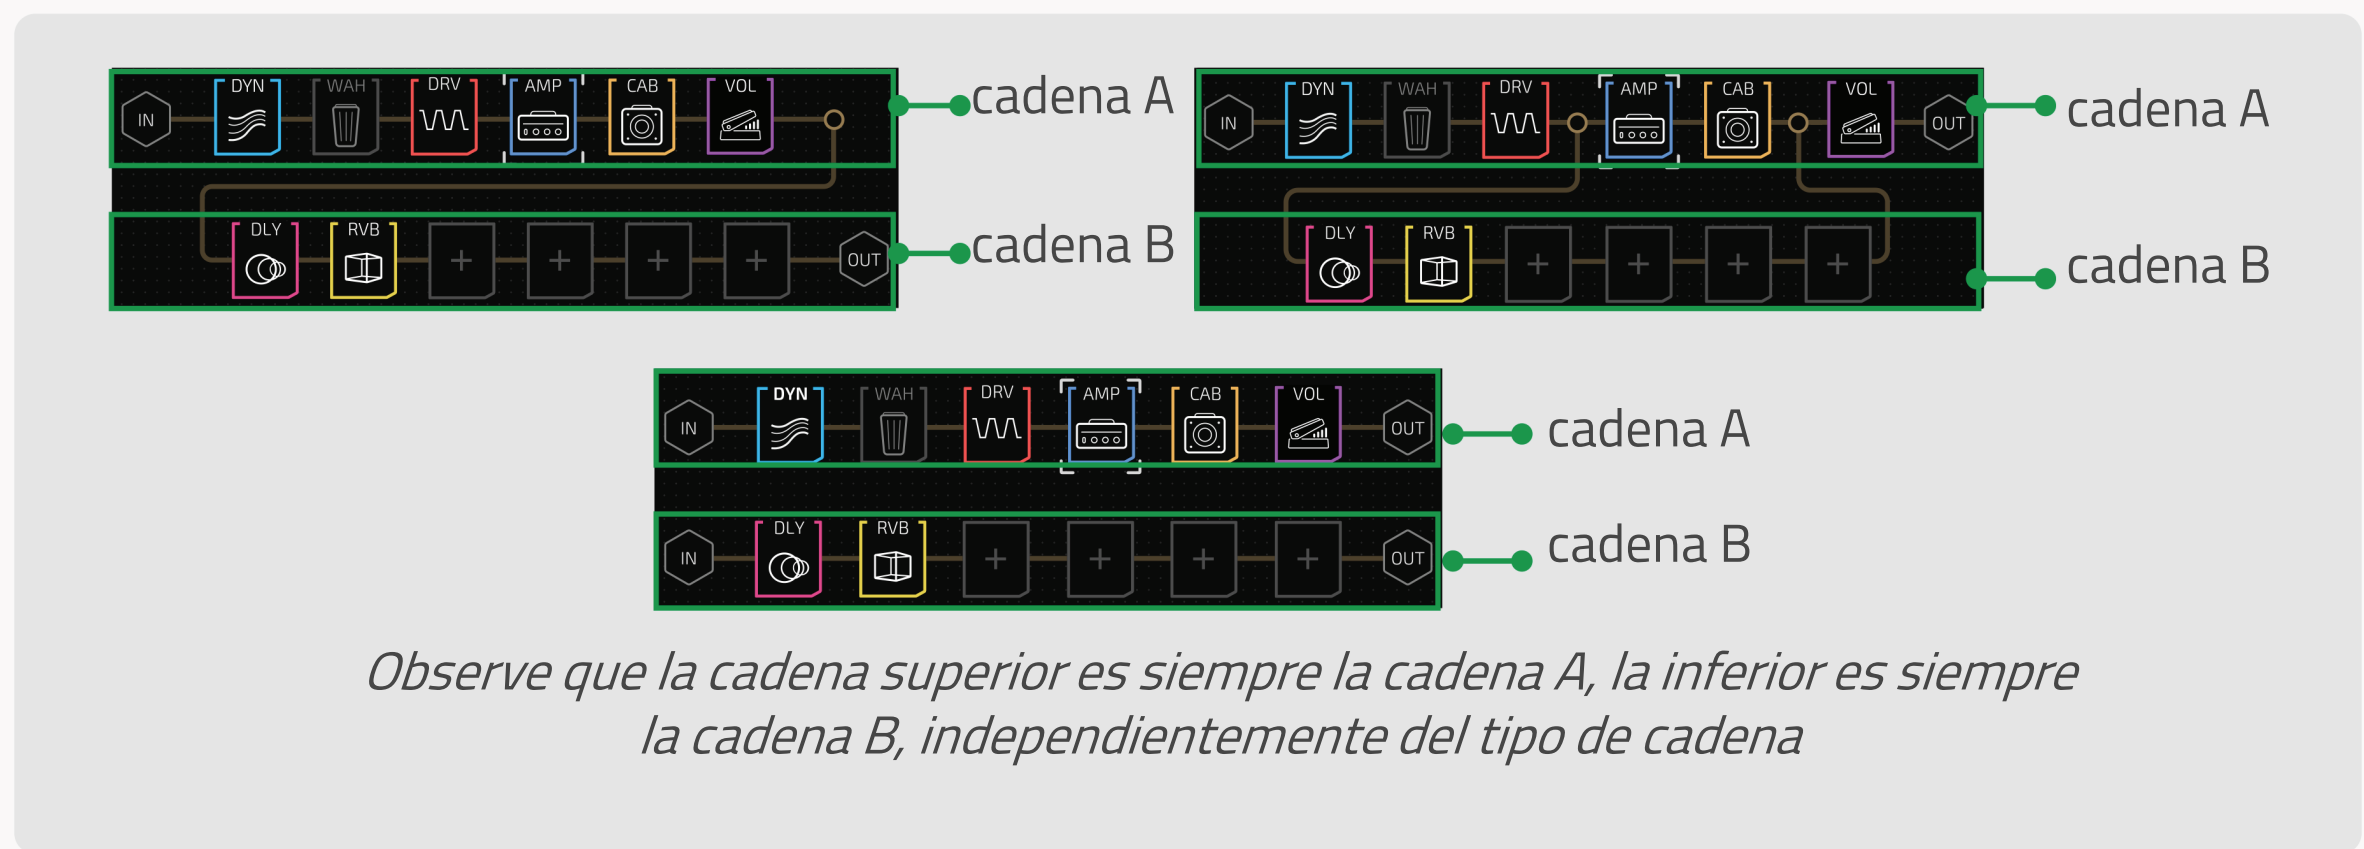 DYN WAH DRV AMP CAB VOL
IN
cadena A
DLY RVB + + + +
OUT
cadena B
DYN WAH DRV AMP CAB VOL
IN OUT
cadena A
DLY RVB + + + +
cadena B
DYN WAH DRV AMP CAB VOL
IN OUT
cadena A
DLY RVB + + + +
IN OUT
cadena B
Observe que la cadena superior es siempre la cadena A, la inferior es siempre
la cadena B, independientemente del tipo de cadena